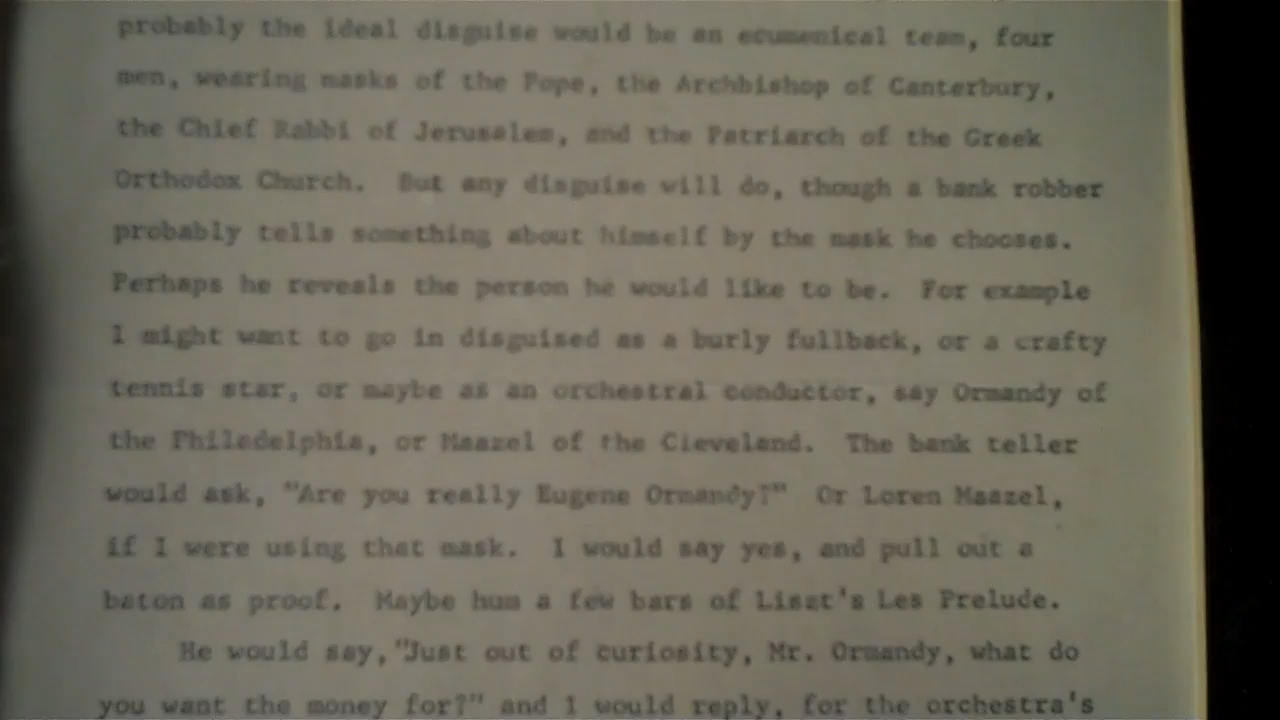 probably the ideal disguise would be an ecumenical team, four
men, wearing masks of the Pope, the Archbishop of Canterbury,
the Chief Rabbi of Jerusalem, and the Patriarch of the Greek
Orthodox Church. But any disguise will do, though a bank robber
probably tells something about himself by the mask he chooses.
Perhaps he reveals the person he would like to be. For example
I might want to go in disguised as a burly fullback, or a crafty
tennis star, or maybe as an orchestral conductor, say Ormandy of
the Philadelphia, or Maazel of the Cleveland. The bank teller
would ask, "Are you really Eugene Ormandy?" Or Loren Maazel,
if I were using that mask. I would say yes, and pull out a
baton as proof. Maybe hum a few bars of Liszt's Les Prelude.
He would say,"Just out of curiosity, Mr. Ormandy, what do
you want the money for?" and I would reply, for the orchestra's